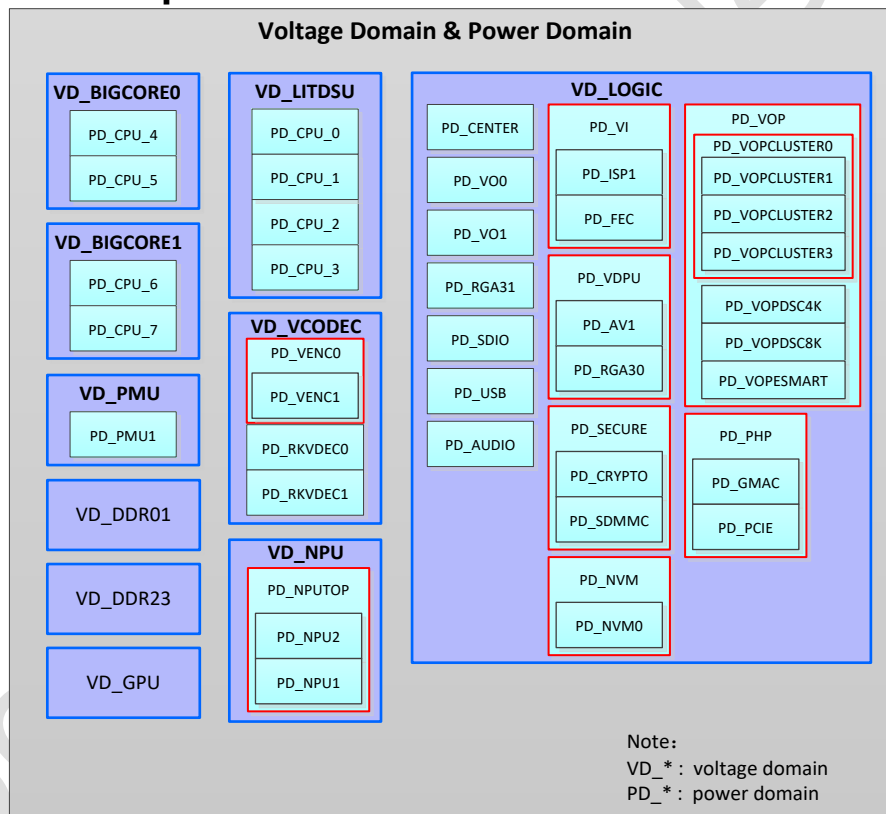 Voltage Domain & Power Domain
VD_BIGCORE0
PD_CPU_4
PD_CPU_5
VD_BIGCORE1
PD_CPU_6
PD_CPU_7
VD_PMU
PD_PMU1
VD_DDR01
VD_DDR23
VD_GPU
VD_LITDSU
PD_CPU_0
PD_CPU_1
PD_CPU_2
PD_CPU_3
VD_VCODEC
PD_VENC0
PD_VENC1
PD_RKVDEC0
PD_RKVDEC1
VD_NPU
PD_NPUTOP
PD_NPU2
PD_NPU1
VD_LOGIC
PD_CENTER
PD_VO0
PD_VO1
PD_RGA31
PD_SDIO
PD_USB
PD_AUDIO
PD_VI
PD_ISP1
PD_FEC
PD_VDPU
PD_AV1
PD_RGA30
PD_SECURE
PD_CRYPTO
PD_SDMMC
PD_NVM
PD_NVM0
PD_VOP
PD_VOPCLUSTER0
PD_VOPCLUSTER1
PD_VOPCLUSTER2
PD_VOPCLUSTER3
PD_VOPDSC4K
PD_VOPDSC8K
PD_VOPESMART
PD_PHP
PD_GMAC
PD_PCIE
Note：
VD_* : voltage domain
PD_* : power domain